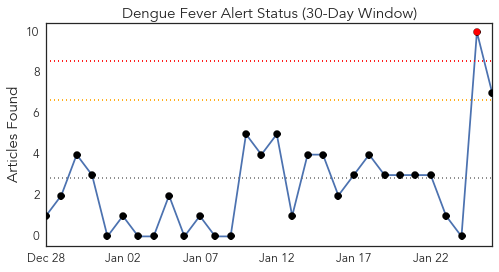 Dengue Fever Alert Status (30-Day Window)
Articles Found
10
8
6
4
2
0
Dec 28 Jan 02 Jan 07 Jan 12 Jan 17 Jan 22